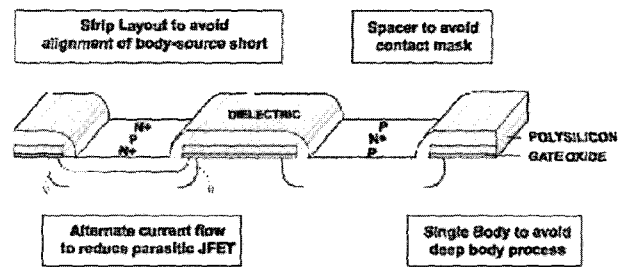 Strip Layout to avoid
alignment of body-source short
Spacer to avoid
contact mask
N+
P
N+
DIELECTRIC
P
N+
P
POLYSILICON
GATE OXIDE
Alternate current flow
to reduce parasitic JFET
Single Body to avoid
deep body process